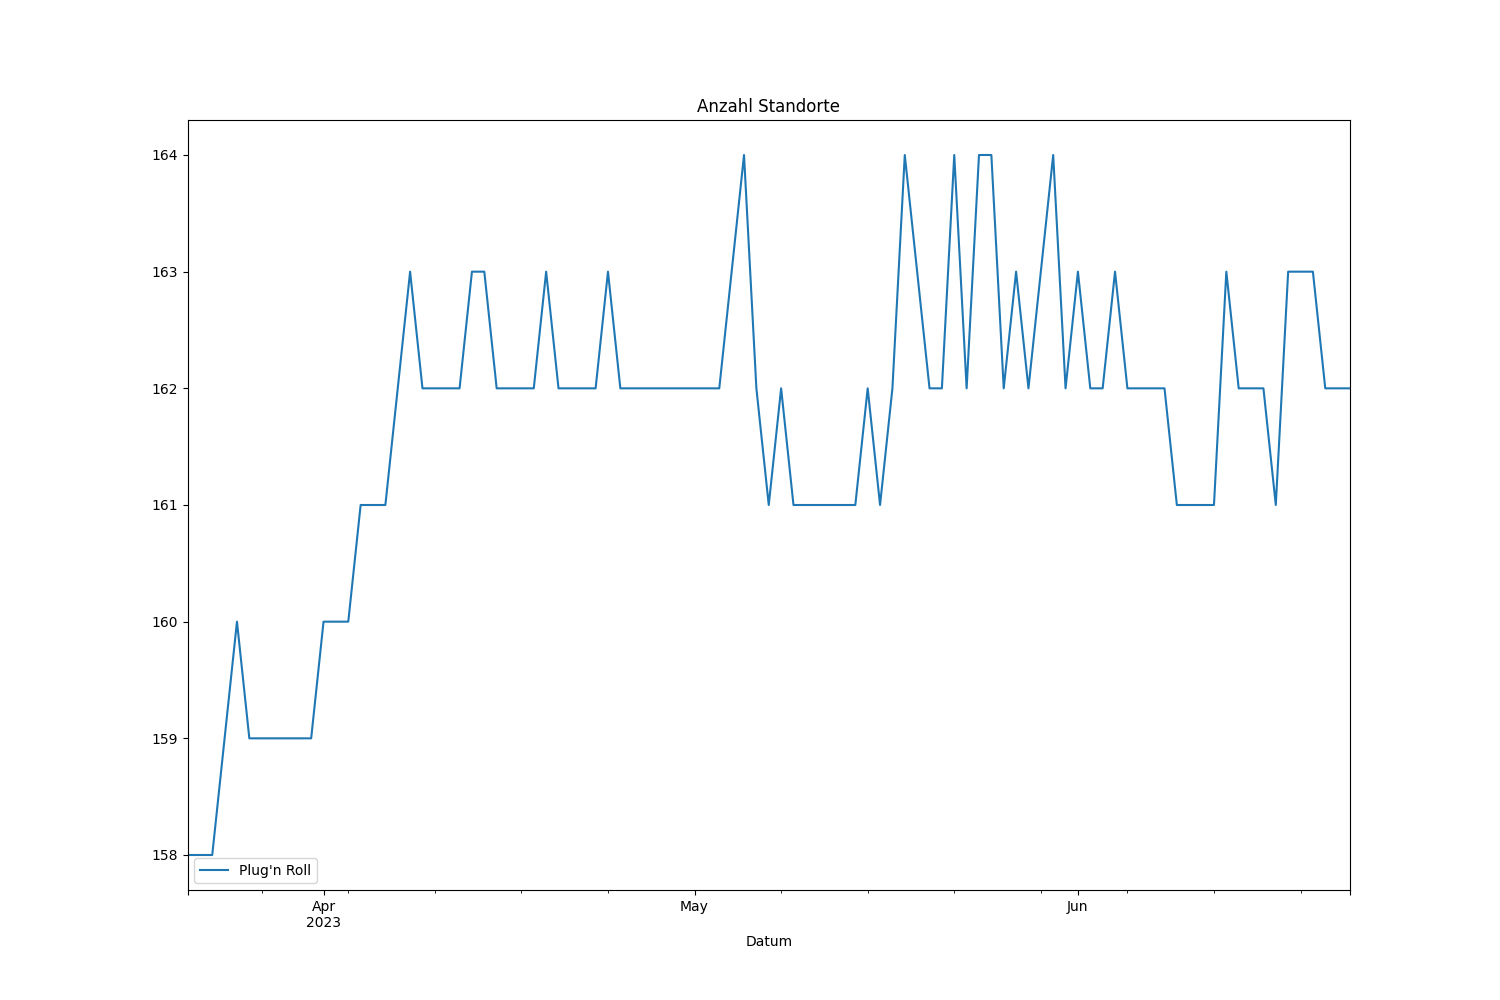 Anzahl Standorte
164
163
162
161
160
159
158
Plug'n Roll
Apr
2023
May
Jun
Datum